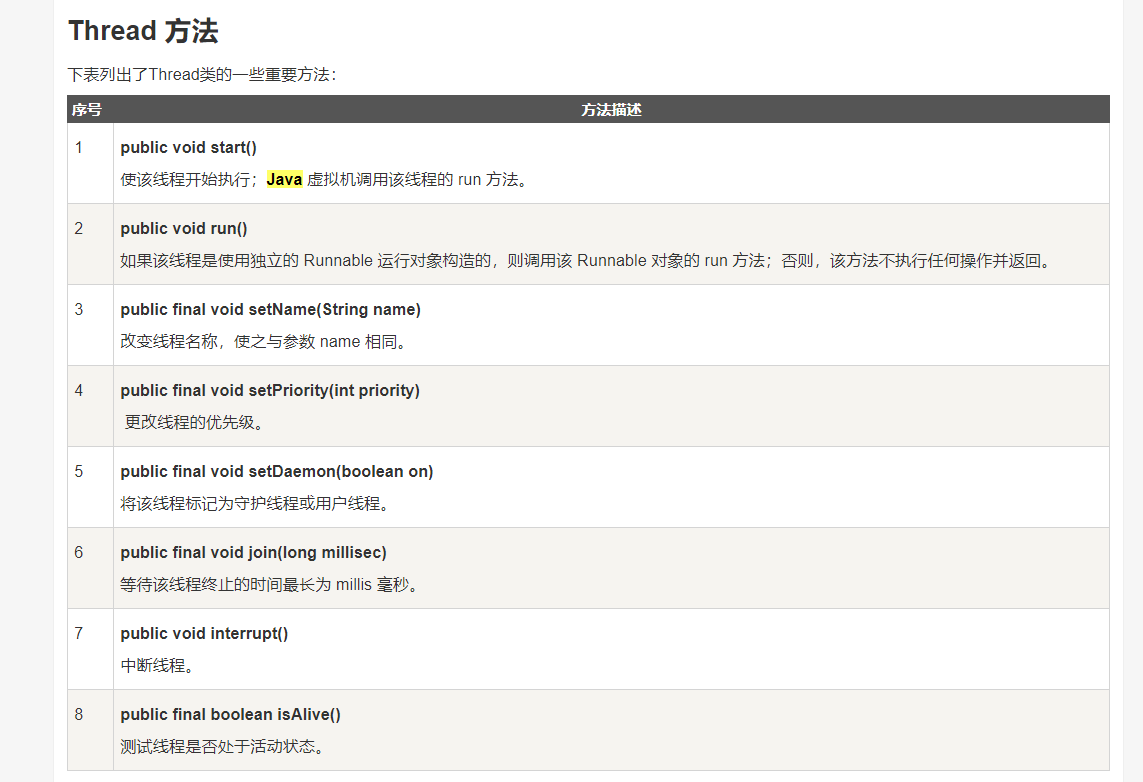 Thread 方法
下表列出了Thread类的一些重要方法：
序号 方法描述
1 public void start()
使该线程开始执行；Java 虚拟机调用该线程的 run 方法。
2 public void run()
如果该线程是使用独立的 Runnable 运行对象构造的，则调用该 Runnable 对象的 run 方法；否则，该方法不执行任何操作并返回。
3 public final void setName(String name)
改变线程名称，使之与参数 name 相同。
4 public final void setPriority(int priority)
更改线程的优先级。
5 public final void setDaemon(boolean on)
将该线程标记为守护线程或用户线程。
6 public final void join(long millisec)
等待该线程终止的时间最长为 millis 毫秒。
7 public void interrupt()
中断线程。
8 public final boolean isAlive()
测试线程是否处于活动状态。